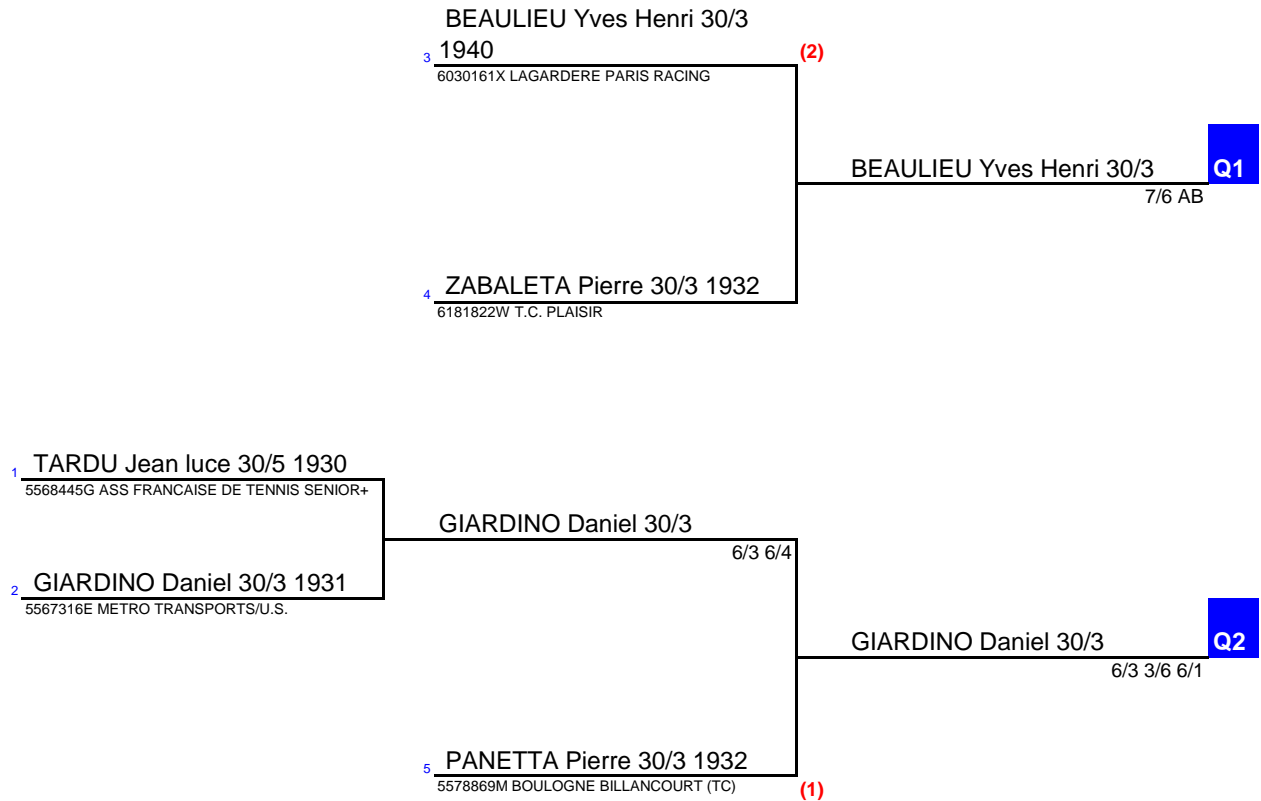 BEAULIEU Yves Henri 30/3
3 1940 (2)
6030161X LAGARDERE PARIS RACING
BEAULIEU Yves Henri 30/3 Q1
7/6 AB
4 ZABALETA Pierre 30/3 1932
6181822W T.C. PLAISIR
1 TARDU Jean luce 30/5 1930
5568445G ASS FRANCAISE DE TENNIS SENIOR+
GIARDINO Daniel 30/3
6/3 6/4
2 GIARDINO Daniel 30/3 1931
5567316E METRO TRANSPORTS/U.S.
GIARDINO Daniel 30/3 Q2
6/3 3/6 6/1
5 PANETTA Pierre 30/3 1932
5578869M BOULOGNE BILLANCOURT (TC) (1)